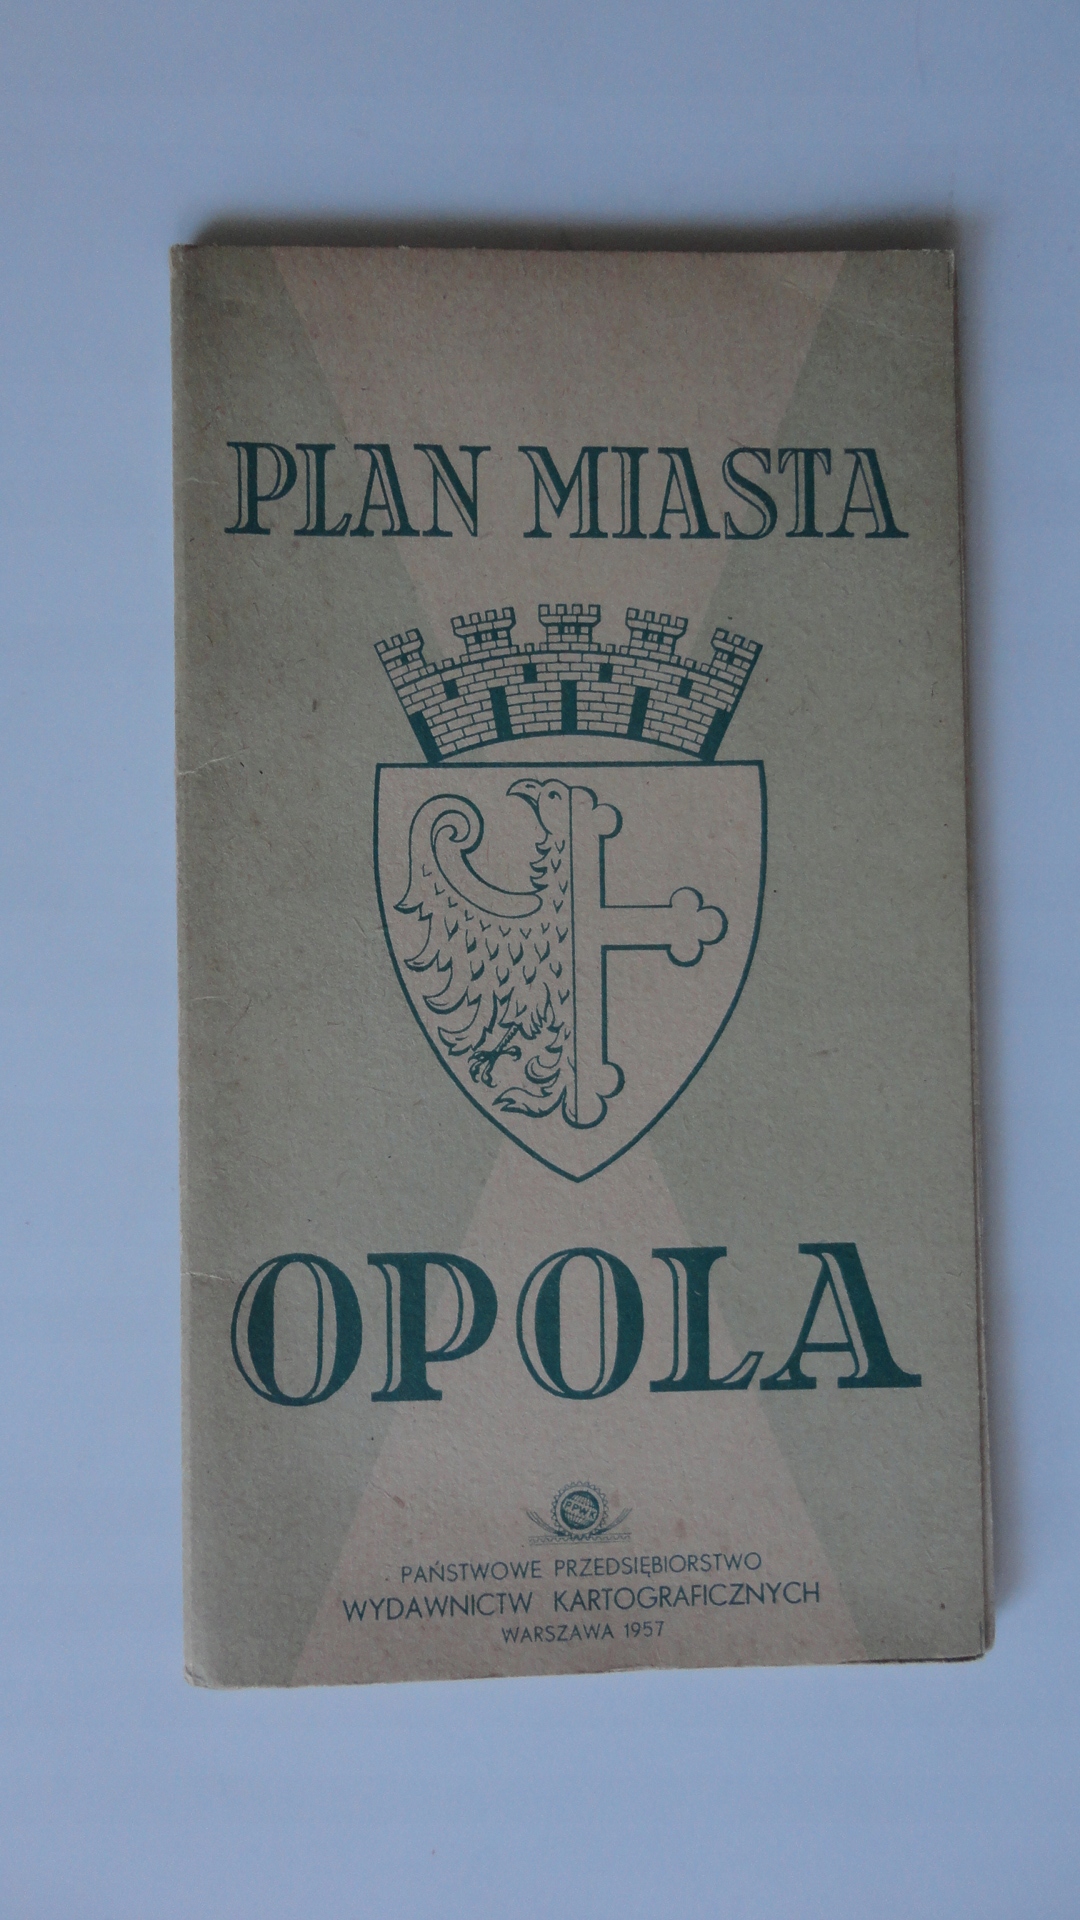 PLAN MIASTA
OPOLA
PPWK
PAŃSTWOWE PRZEDSIĘBIORSTWO
WYDAWNICTW KARTOGRAFICZNYCH
WARSZAWA 1957